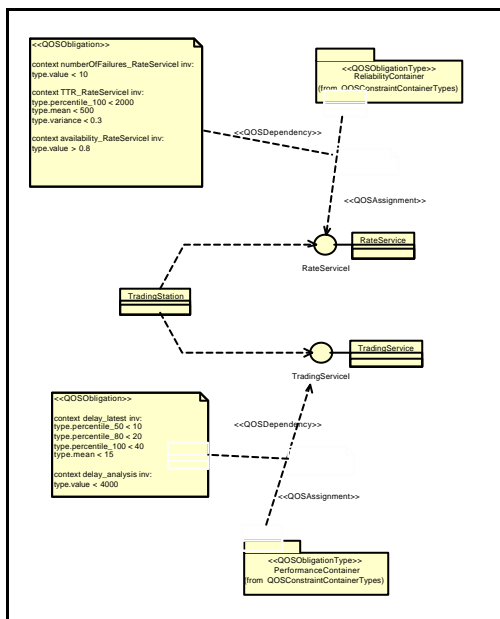 <<QOSObligation>>
context numberOfFailures_RateServiceI inv:
type.value < 10
context TTR_RateServiceI inv:
type.percentile_100 < 2000
type.mean < 500
type.variance < 0.3
context availability_RateServiceI inv:
type.value > 0.8
<<QOSObligationType>>
ReliabilityContainer
(from QOSConstraintContainerTypes)
<<QOSDependency>>
<<QOSAssignment>>
RateService
RateServiceI
TradingStation
TradingService
TradingServiceI
<<QOSObligation>>
context delay_latest inv:
type.percentile_50 < 10
type.percentile_80 < 20
type.percentile_100 < 40
type.mean < 15
context delay_analysis inv:
type.value < 4000
<<QOSDependency>>
<<QOSAssignment>>
<<QOSObligationType>>
PerformanceContainer
(from QOSConstraintContainerTypes)